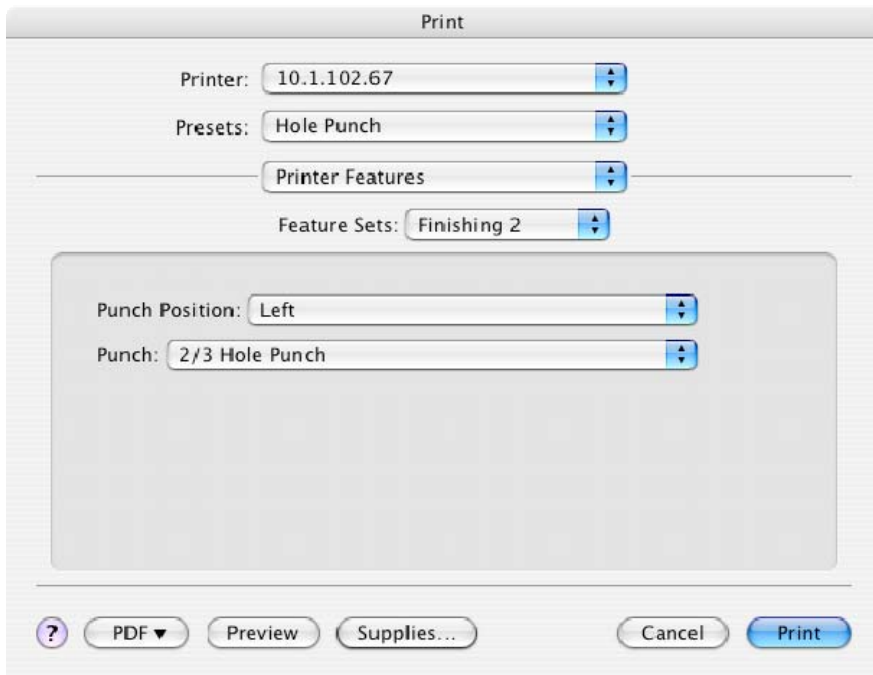 Print
Printer: 10.1.102.67
Presets: Hole Punch
Printer Features
Feature Sets: Finishing 2
Punch Position: Left
Punch: 2/3 Hole Punch
? PDF▼ Preview Supplies... Cancel Print